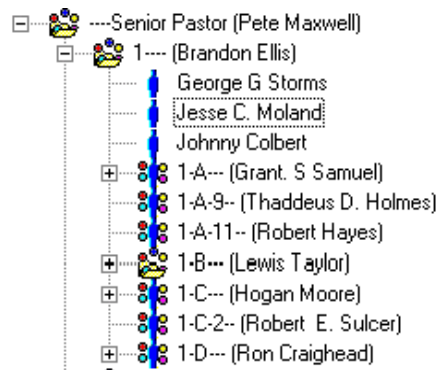 ----Senior Pastor (Pete Maxwell)
1---- (Brandon Ellis)
George G Storms
Jesse C. Moland
Johnny Colbert
1-A--- (Grant. S Samuel)
1-A-9-- (Thaddeus D. Holmes)
1-A-11-- (Robert Hayes)
1-B--- (Lewis Taylor)
1-C--- (Hogan Moore)
1-C-2-- (Robert  E. Sulcer)
1-D--- (Ron Craighead)